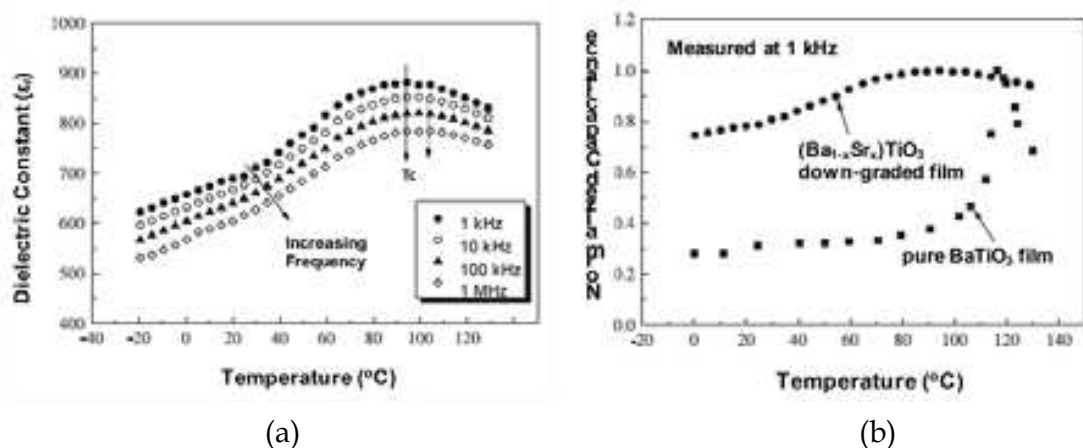 1000
900
800
700
600
500
400
-40 -20 0 20 40 60 80 100 120
Dielectric Constant (εr)
Temperature (°C)
Tc
Increasing
Frequency
1 kHz
10 kHz
100 kHz
1 MHz
(a)
1.0
0.8
0.6
0.4
0.2
0.0
-20 0 20 40 60 80 100 120 140
Measured at 1 kHz
(Ba1-xSrx)TiO3
down-graded film
pure BaTiO3 film
Temperature (°C)
(b)